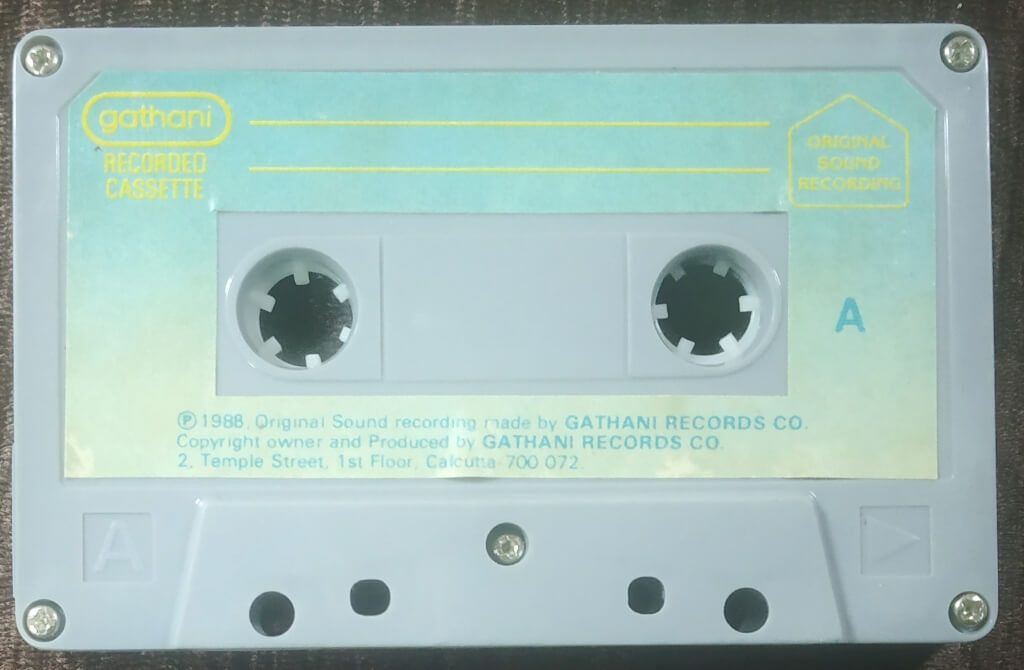 gathani
RECORDED
CASSETTE
ORIGINAL
SOUND
RECORDING
A
Ⓟ 1988, Original Sound recording made by GATHANI RECORDS CO.
Copyright owner and Produced by GATHANI RECORDS CO.
2, Temple Street, 1st Floor, Calcutta 700 072.
A